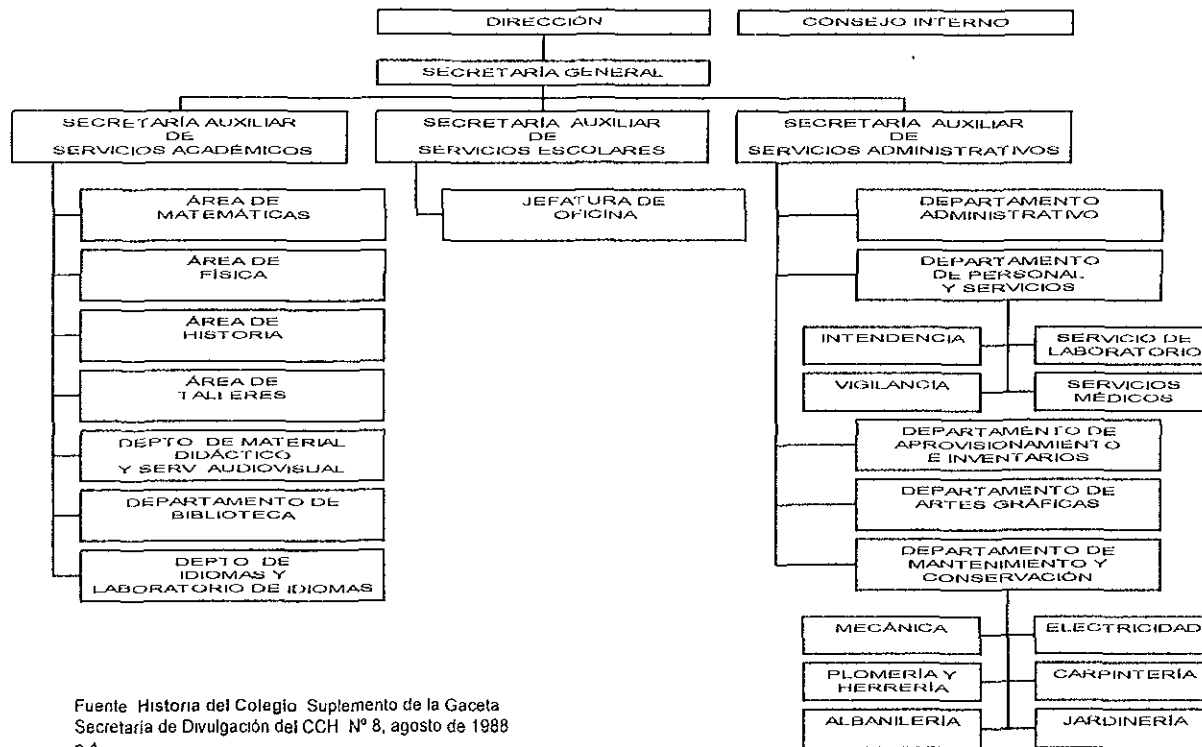 DIRECCIÓN
CONSEJO INTERNO
SECRETARÍA GENERAL
SECRETARÍA AUXILIAR
DE
SERVICIOS ACADÉMICOS
SECRETARÍA AUXILIAR
DE
SERVICIOS ESCOLARES
SECRETARÍA AUXILIAR
DE
SERVICIOS ADMINISTRATIVOS
ÁREA DE
MATEMÁTICAS
ÁREA DE
FÍSICA
ÁREA DE
HISTORIA
ÁREA DE
TALLERES
DEPTO DE MATERIAL
DIDÁCTICO
Y SERV AUDIOVISUAL
DEPARTAMENTO DE
BIBLIOTECA
DEPTO DE
IDIOMAS Y
LABORATORIO DE IDIOMAS
JEFATURA DE
OFICINA
DEPARTAMENTO
ADMINISTRATIVO
DEPARTAMENTO
DE PERSONAL
Y SERVICIOS
INTENDENCIA
SERVICIO DE
LABORATORIO
VIGILANCIA
SERVICIOS
MÉDICOS
DEPARTAMENTO DE
APROVISIONAMIENTO
E INVENTARIOS
DEPARTAMENTO DE
ARTES GRÁFICAS
DEPARTAMENTO DE
MANTENIMIENTO Y
CONSERVACIÓN
MECÁNICA
ELECTRICIDAD
PLOMERÍA Y
HERRERÍA
CARPINTERÍA
ALBANILERÍA
JARDINERÍA
Fuente Historia del Colegio Suplemento de la Gaceta
Secretaría de Divulgación del CCH N° 8, agosto de 1988